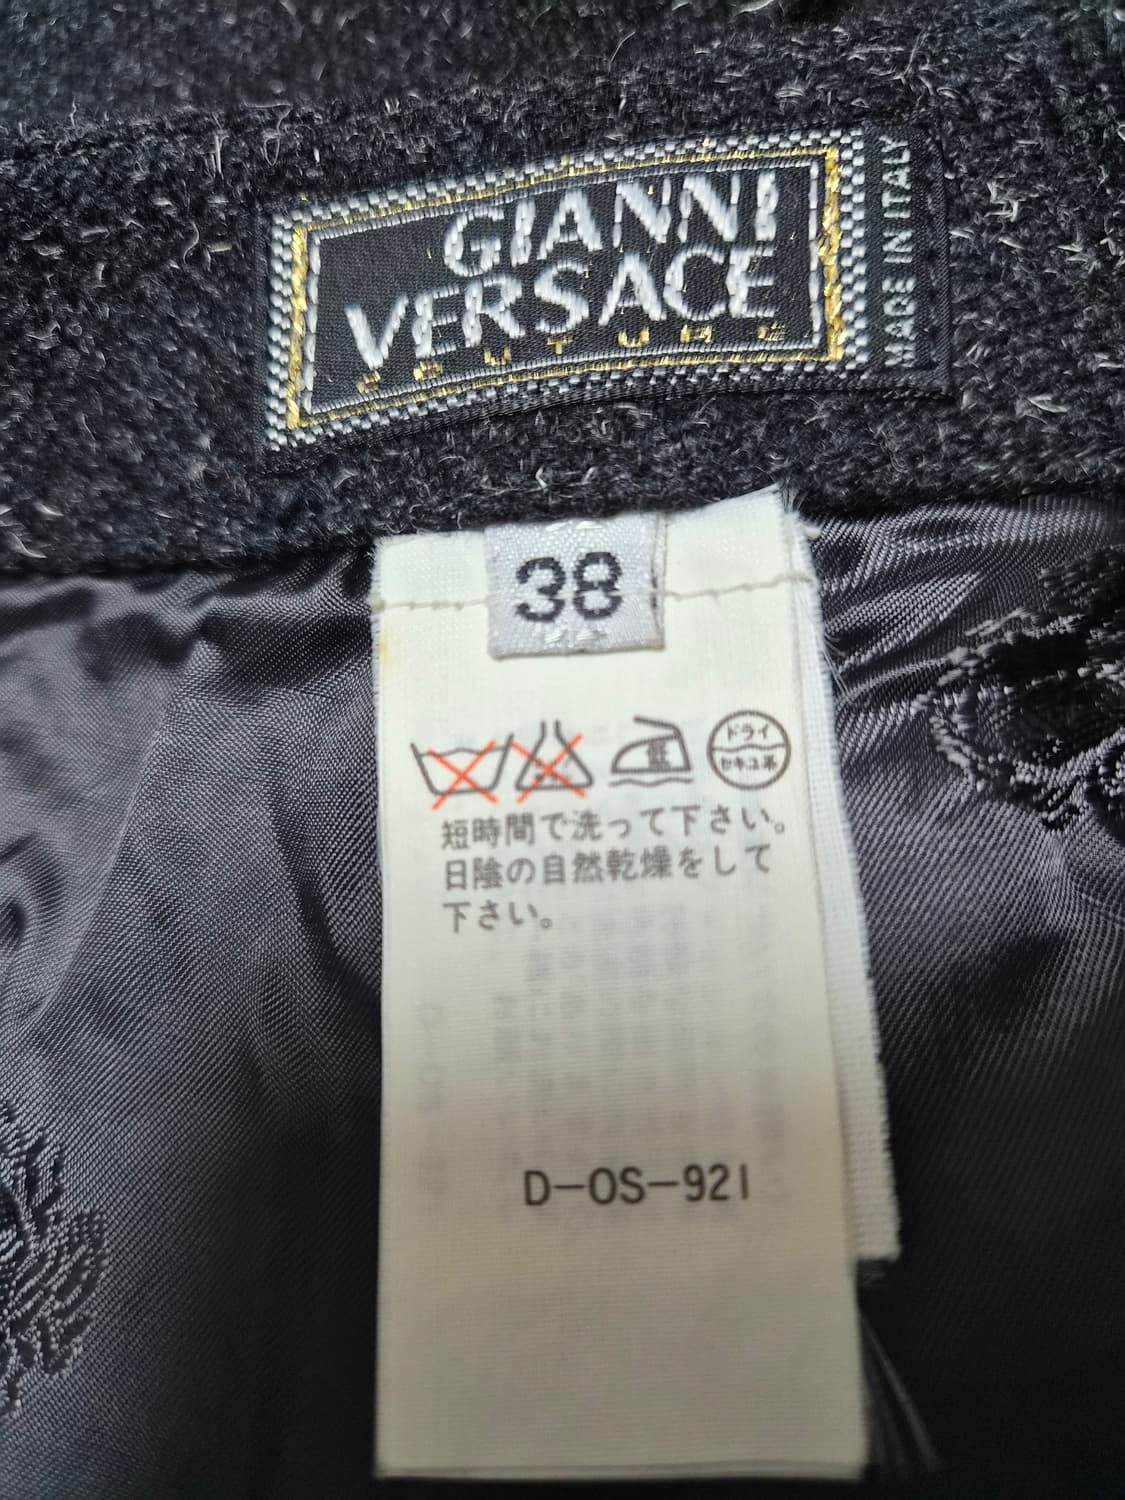 GIANNI
VERSACE
COUTURE
MADE IN ITALY
38
低
ドライ
セキユ系
短時間で洗って下さい。
日陰の自然乾燥をして
下さい。
D-OS-921